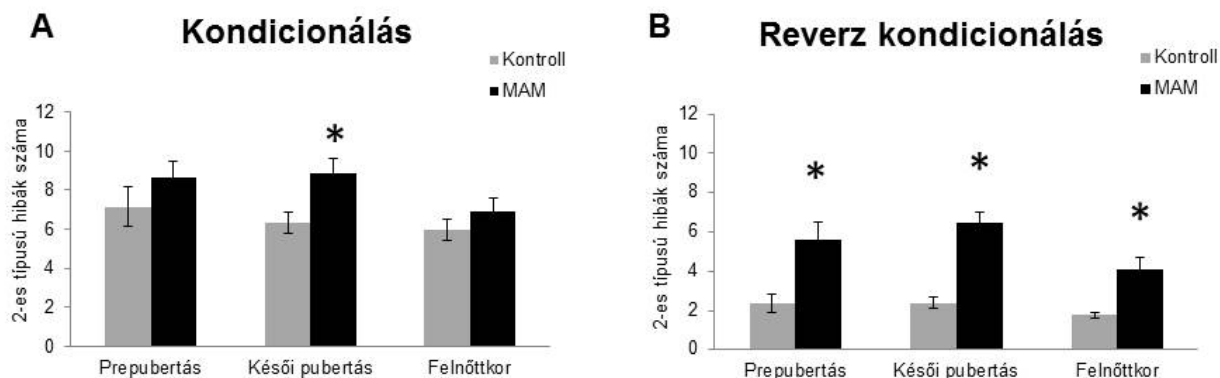 A
Kondicionálás
Kontroll
MAM
2-es típusú hibák száma
12
10
8
6
4
2
0
*
Prepubertás
Késői pubertás
Felnőttkor
B
Reverz kondicionálás
Kontroll
MAM
2-es típusú hibák száma
12
10
8
6
4
2
0
*
*
*
Prepubertás
Késői pubertás
Felnőttkor